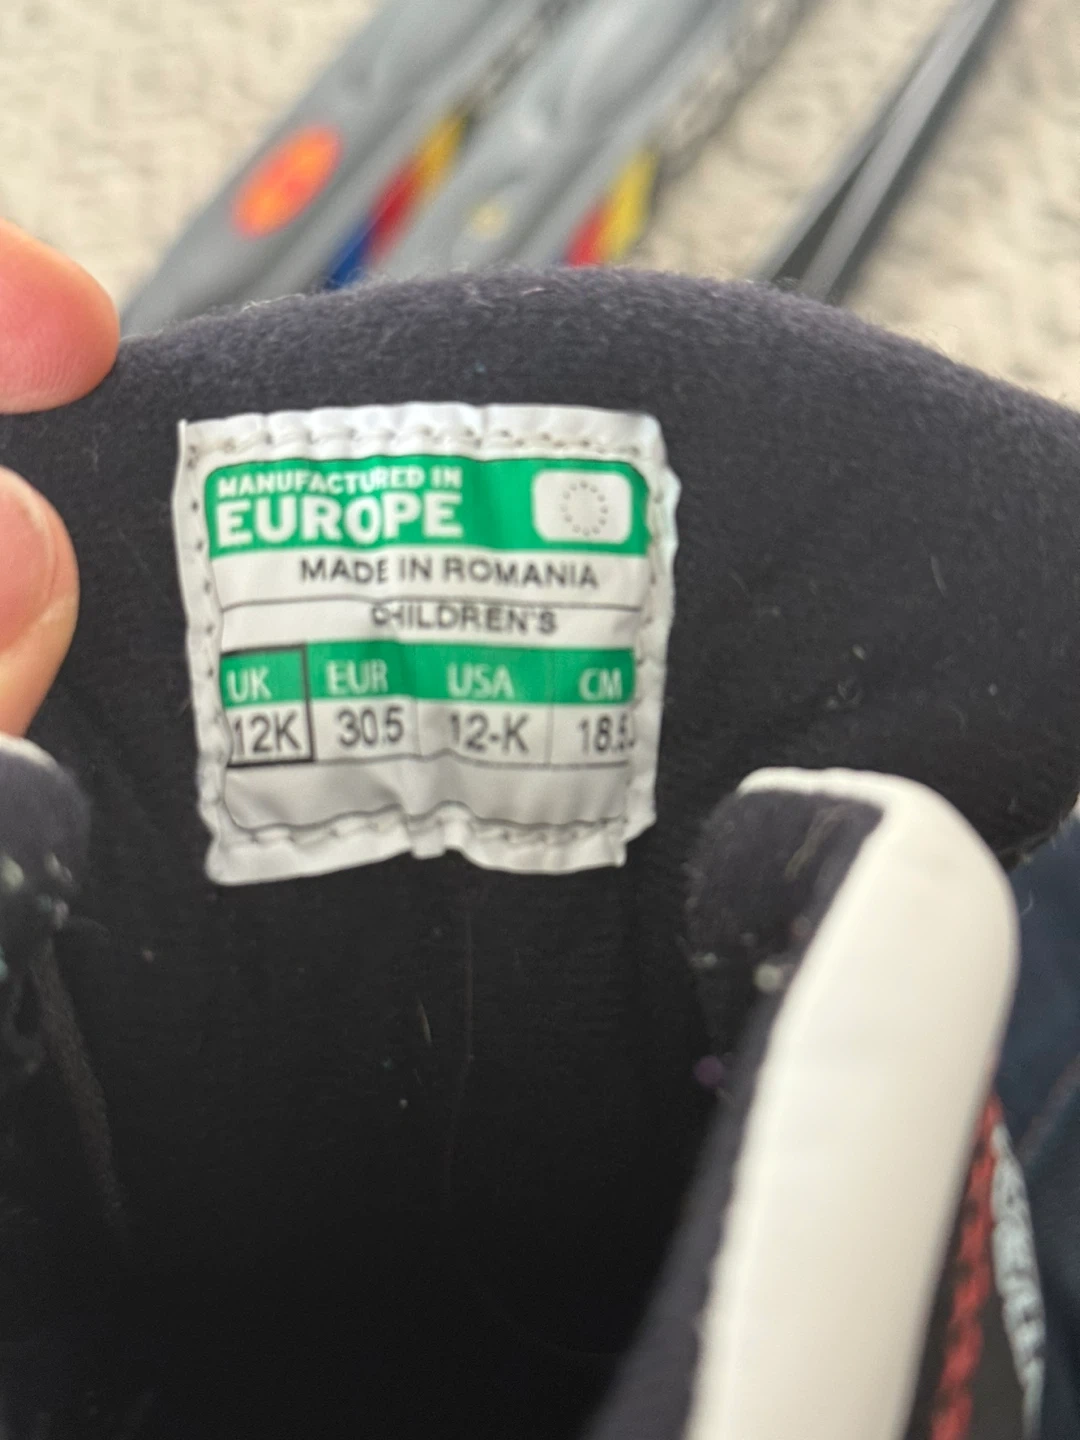 MANUFACTURED IN
EUROPE
MADE IN ROMANIA
CHILDREN'S
UK EUR USA CM
12K 30.5 12-K 18.5